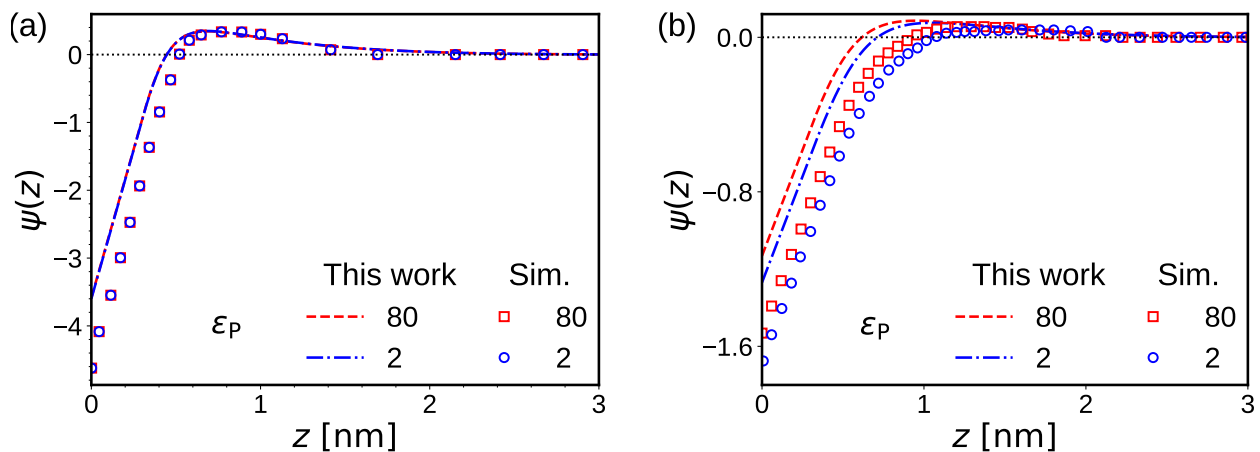 (a)
0
−1
−2
−3
−4
ψ(z)
This work Sim.
εP 80 80
2 2
0 1 2 3
z [nm]
(b)
0.0
−0.8
−1.6
ψ(z)
This work Sim.
εP 80 80
2 2
0 1 2 3
z [nm]